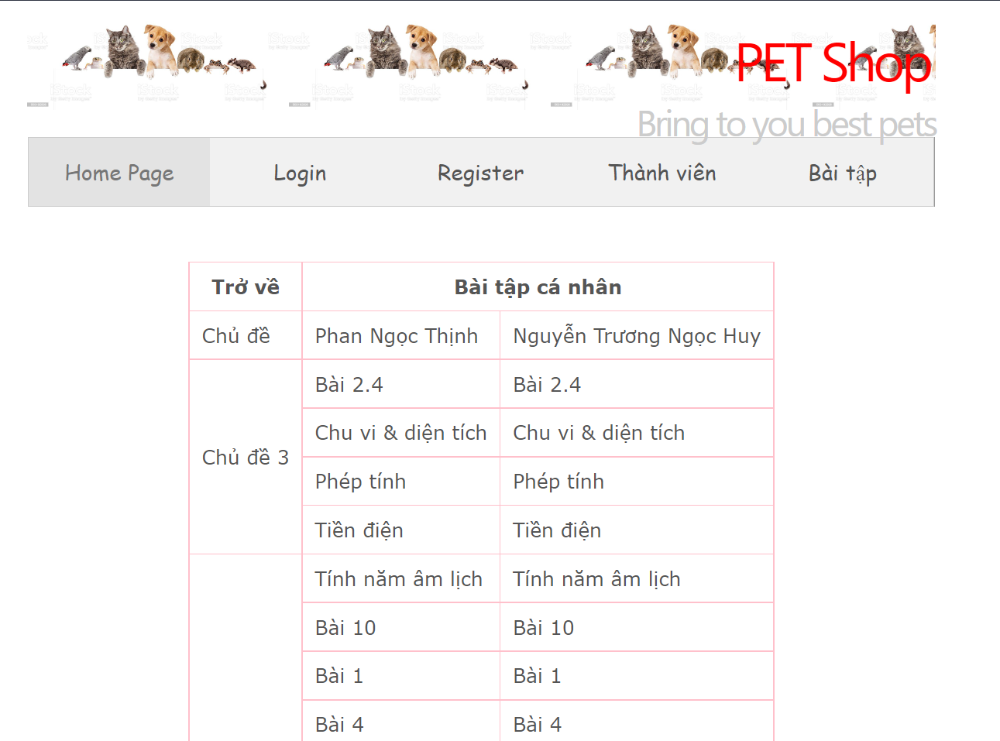 PET Shop
Bring to you best pets
Home Page Login Register Thành viên Bài tập
Trở về Bài tập cá nhân
Chủ đề Phan Ngọc Thịnh Nguyễn Trương Ngọc Huy
Bài 2.4 Bài 2.4
Chu vi & diện tích Chu vi & diện tích
Chủ đề 3
Phép tính Phép tính
Tiền điện Tiền điện
Tính năm âm lịch Tính năm âm lịch
Bài 10 Bài 10
Bài 1 Bài 1
Bài 4 Bài 4